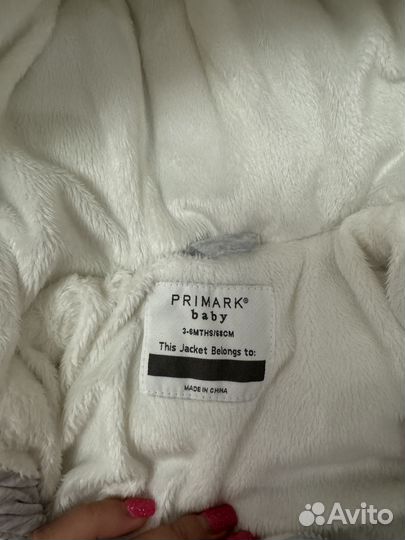 PRIMARK®
baby
3-6MTHS/68CM
This Jacket Belongs to:
MADE IN CHINA
Avito